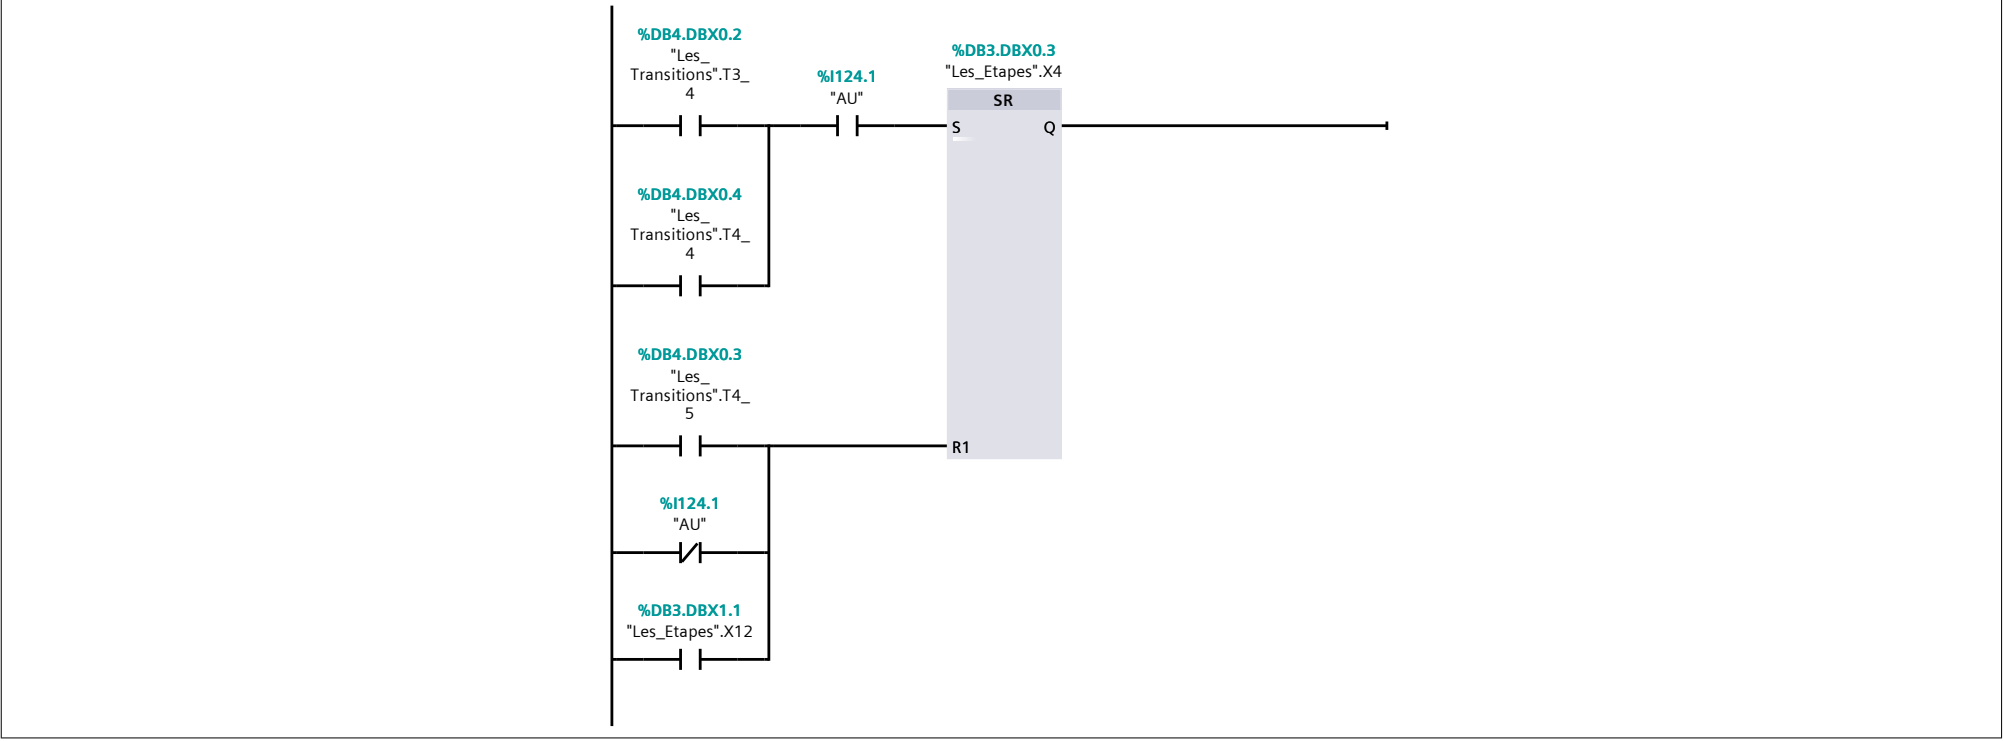 %DB4.DBX0.2
"Les_
Transitions".T3_
4
%I124.1
"AU"
%DB3.DBX0.3
"Les_Etapes".X4
SR
S
Q
%DB4.DBX0.4
"Les_
Transitions".T4_
4
%DB4.DBX0.3
"Les_
Transitions".T4_
5
R1
%I124.1
"AU"
%DB3.DBX1.1
"Les_Etapes".X12